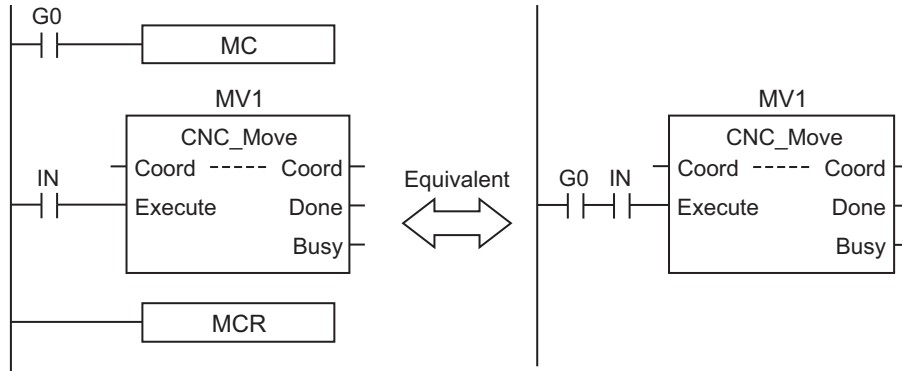 G0
MC
MV1
CNC_Move
Coord ----- Coord
IN
Execute Done
Busy
MCR
Equivalent
MV1
CNC_Move
Coord ----- Coord
G0 IN
Execute Done
Busy